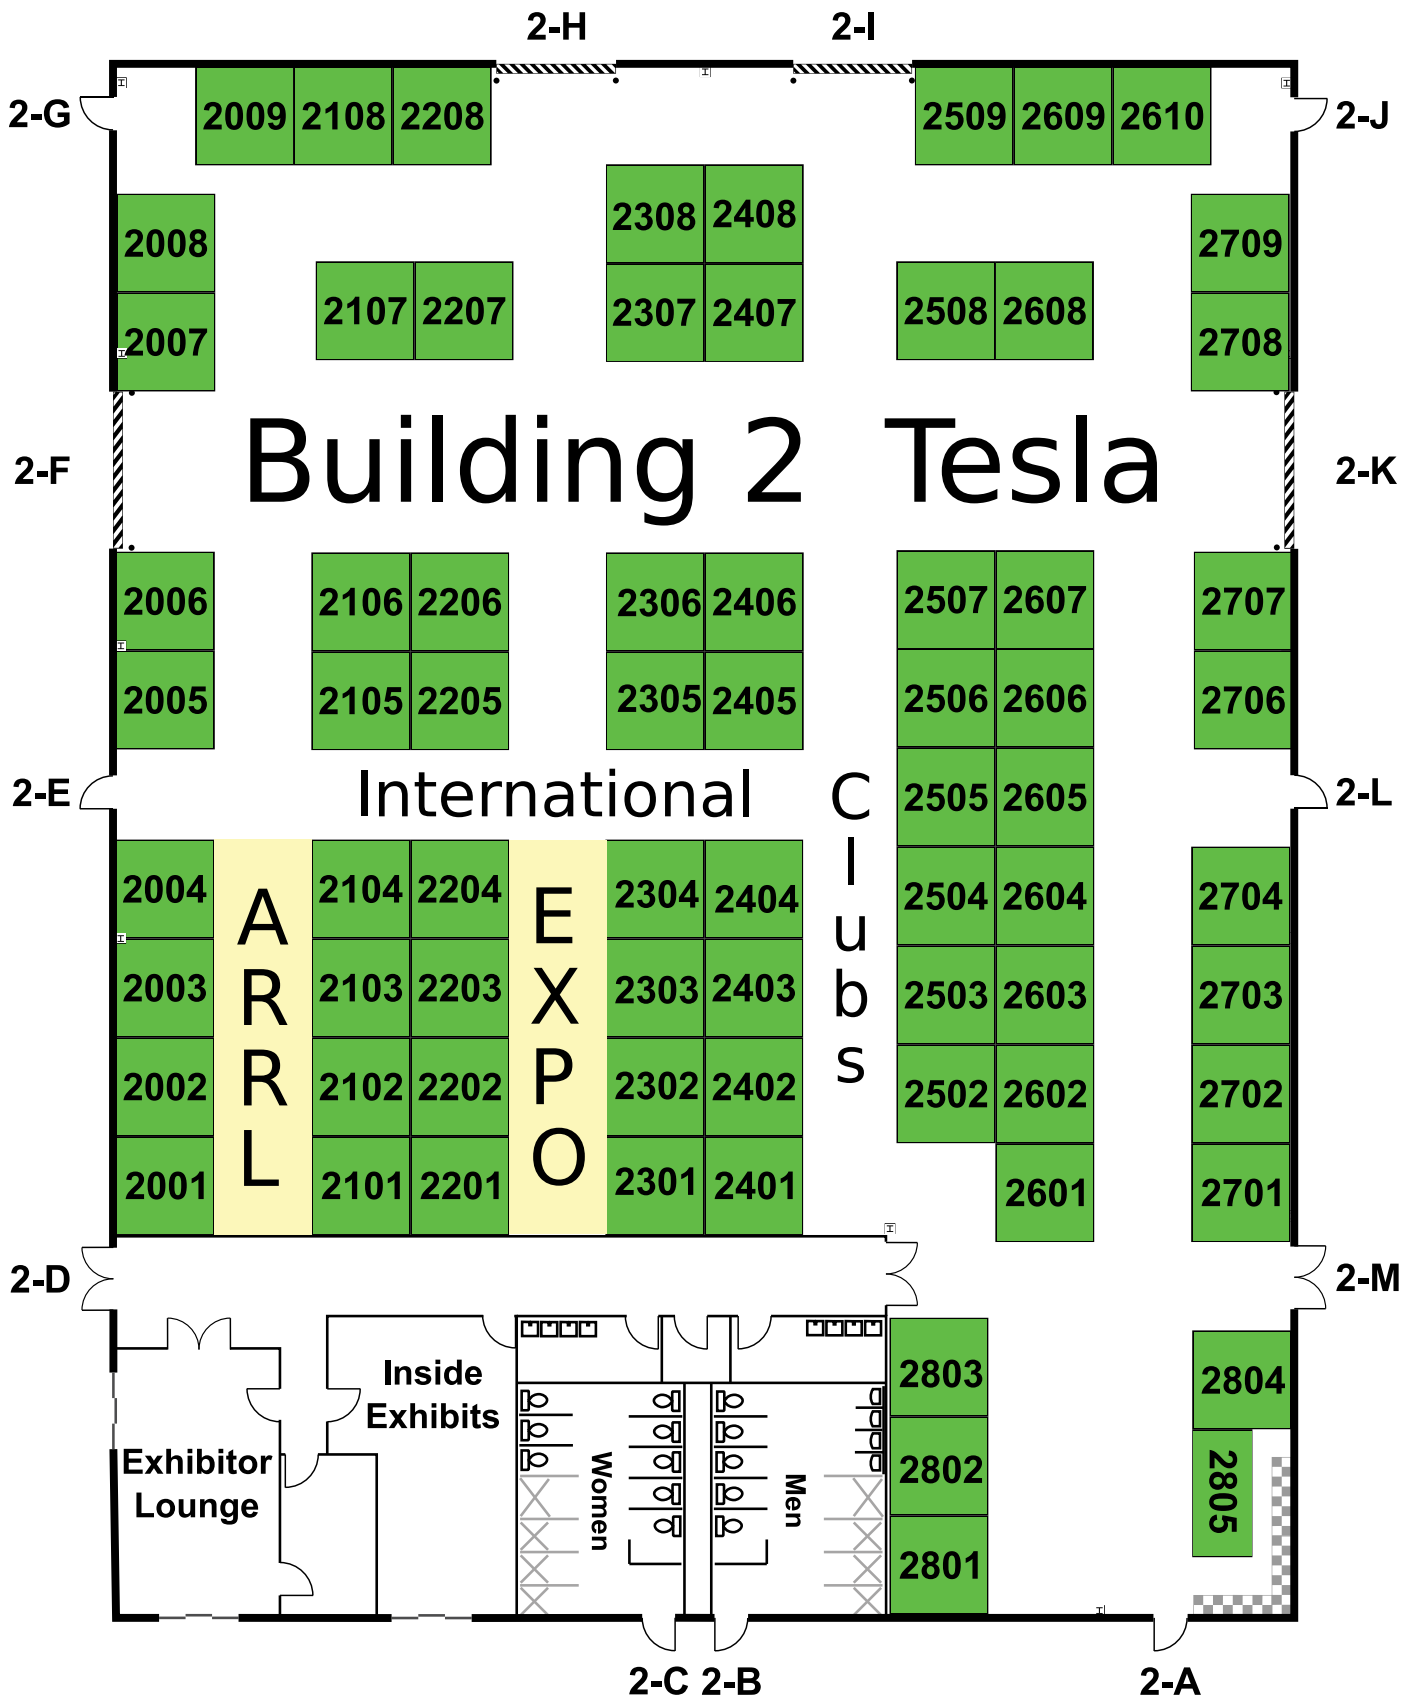 2-H 2-I
2-G 2009 2108 2208 2509 2609 2610 2-J
2308 2408
2008 2709
2107 2207 2307 2407 2508 2608
2007 2708
Building 2 Tesla
2-F 2-K
2006 2106 2206 2306 2406 2507 2607 2707
2005 2105 2205 2305 2405 2506 2606 2706
2-E International 2505 2605 2-L
Clubs
2004 2104 2204 2304 2404 2504 2604 2704
ARRL
EXPO
2003 2103 2203 2303 2403 2503 2603 2703
2002 2102 2202 2302 2402 2502 2602 2702
2001 2101 2201 2301 2401 2601 2701
2-D 2-M
Inside
Exhibits
2803 2804
Exhibitor
Lounge
Women
Men
2802 2805
2801
2-C 2-B 2-A